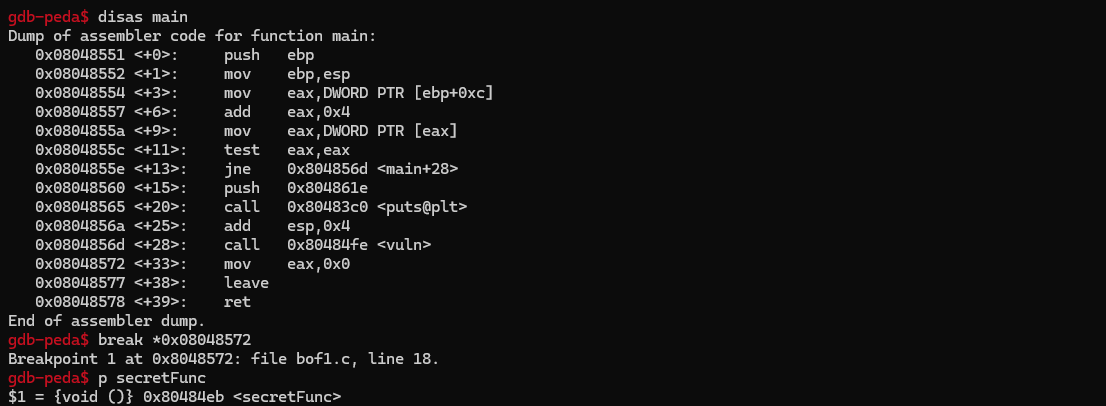 gdb-peda$ disas main
Dump of assembler code for function main:
   0x08048551 <+0>:     push   ebp
   0x08048552 <+1>:     mov    ebp,esp
   0x08048554 <+3>:     mov    eax,DWORD PTR [ebp+0xc]
   0x08048557 <+6>:     add    eax,0x4
   0x0804855a <+9>:     mov    eax,DWORD PTR [eax]
   0x0804855c <+11>:    test   eax,eax
   0x0804855e <+13>:    jne    0x804856d <main+28>
   0x08048560 <+15>:    push   0x804861e
   0x08048565 <+20>:    call   0x80483c0 <puts@plt>
   0x0804856a <+25>:    add    esp,0x4
   0x0804856d <+28>:    call   0x80484fe <vuln>
   0x08048572 <+33>:    mov    eax,0x0
   0x08048577 <+38>:    leave
   0x08048578 <+39>:    ret
End of assembler dump.
gdb-peda$ break *0x08048572
Breakpoint 1 at 0x8048572: file bof1.c, line 18.
gdb-peda$ p secretFunc
$1 = {void ()} 0x80484eb <secretFunc>